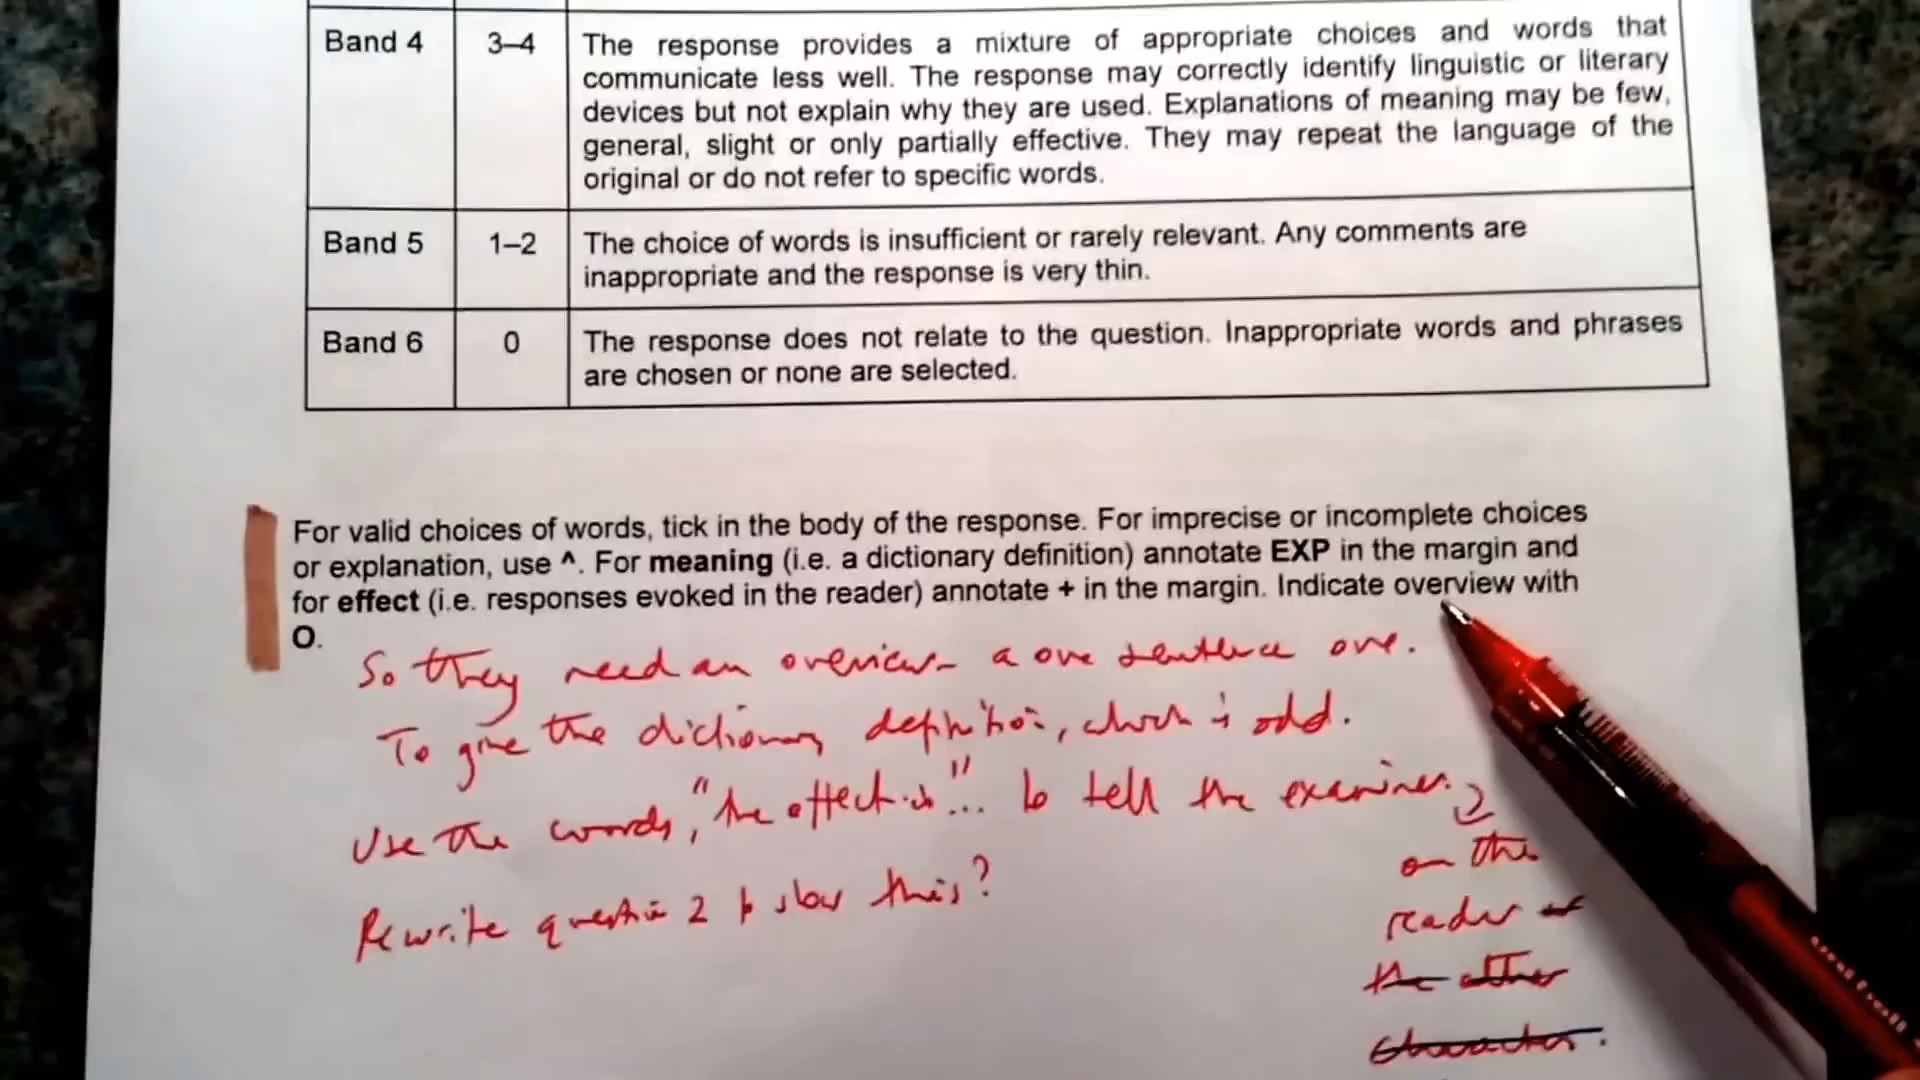 Band 4
3–4
The response provides a mixture of appropriate choices and words that
communicate less well. The response may correctly identify linguistic or literary
devices but not explain why they are used. Explanations of meaning may be few,
general, slight or only partially effective. They may repeat the language of the
original or do not refer to specific words.
Band 5
1–2
The choice of words is insufficient or rarely relevant. Any comments are
inappropriate and the response is very thin.
Band 6
0
The response does not relate to the question. Inappropriate words and phrases
are chosen or none are selected.
For valid choices of words, tick in the body of the response. For imprecise or incomplete choices
or explanation, use ^. For meaning (i.e. a dictionary definition) annotate EXP in the margin and
for effect (i.e. responses evoked in the reader) annotate + in the margin. Indicate overview with
O.
So they need an overview - a one sentence one.
To give the dictionary definition, which is odd.
Use the words, "the effect is"... to tell the examiner.
on the
reader
the other
character.
Rewrite question 2 to show this?